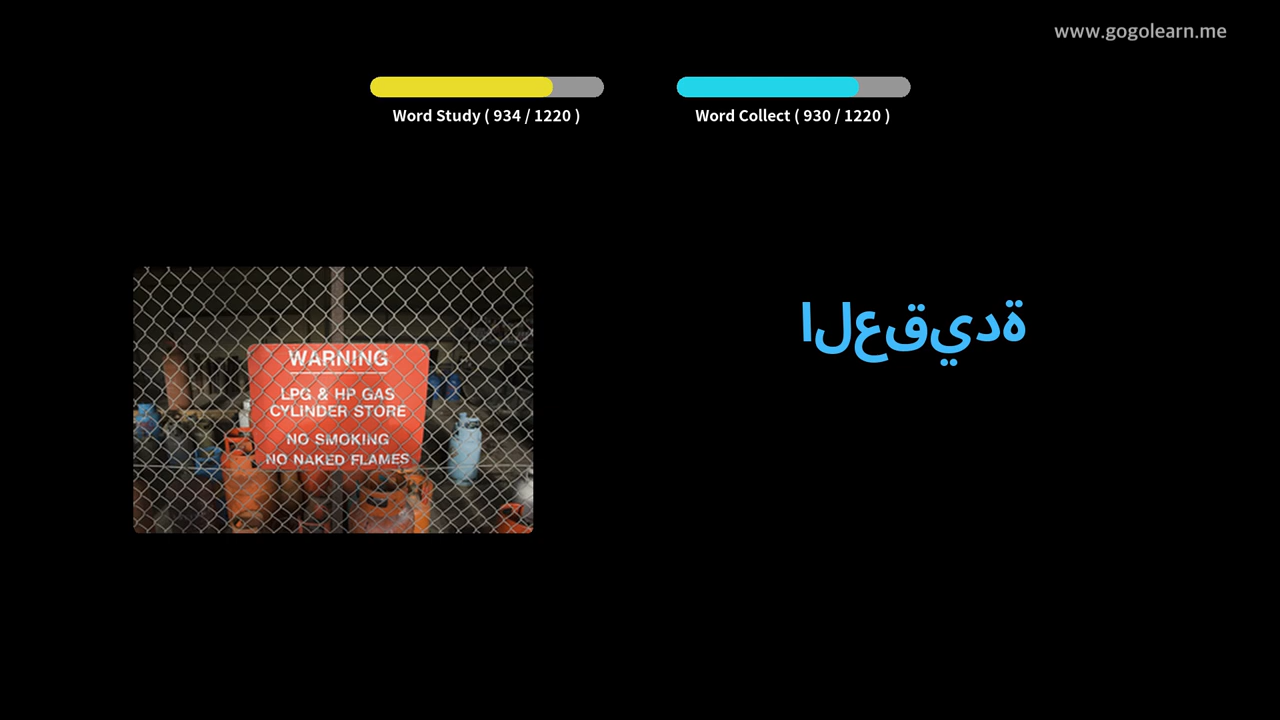 www.gogolearn.me
Word Study ( 934 / 1220 )
Word Collect ( 930 / 1220 )
العقيدة
WARNING
LPG & HP GAS
CYLINDER STORE
NO SMOKING
NO NAKED FLAMES